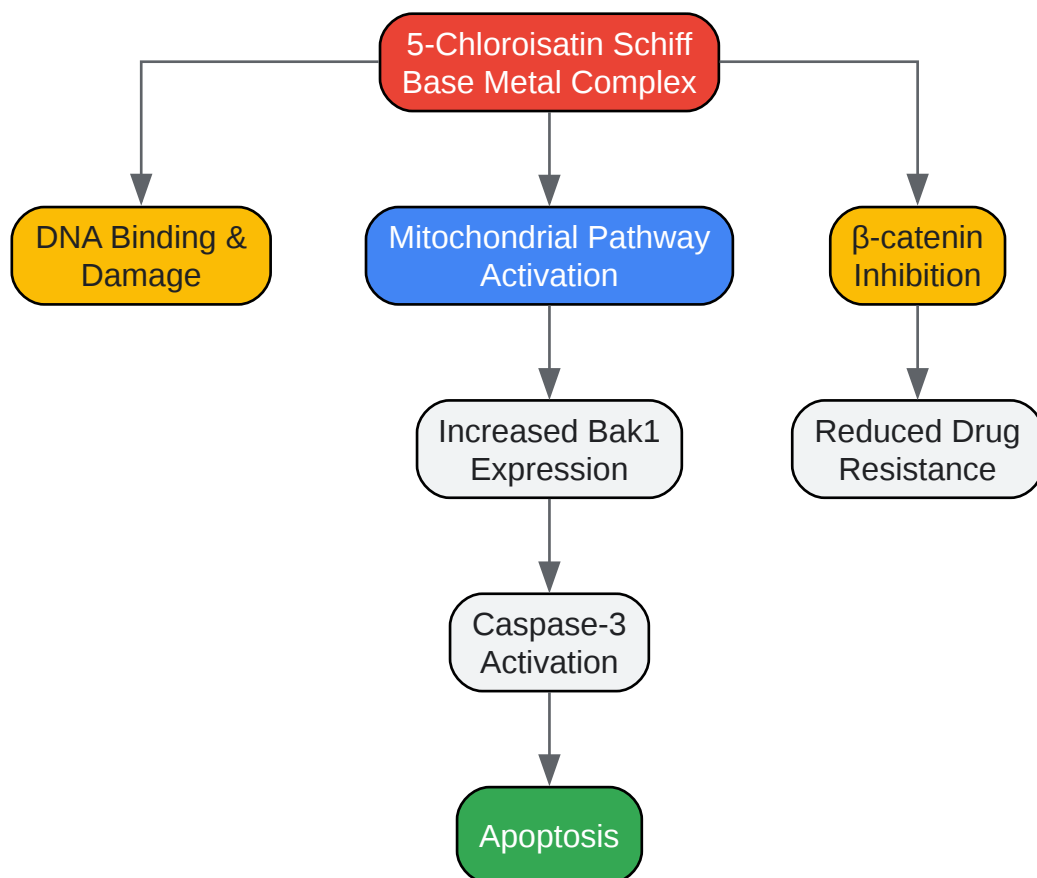 5-Chloroisatin Schiff
Base Metal Complex
DNA Binding &
Damage
Mitochondrial Pathway
Activation
β-catenin
Inhibition
Increased Bak1
Expression
Reduced Drug
Resistance
Caspase-3
Activation
Apoptosis